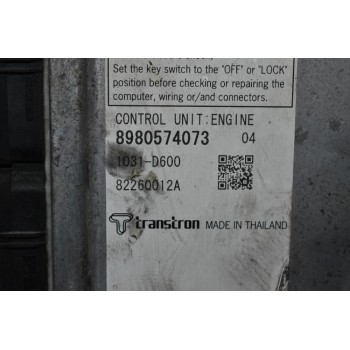 Set the key switch to the "OFF" or "LOCK"
position before checking or repairing the
computer, wiring or/and connectors.
CONTROL UNIT:ENGINE
8980574073 04
1031-D600
82260012A
transtron MADE IN THAILAND